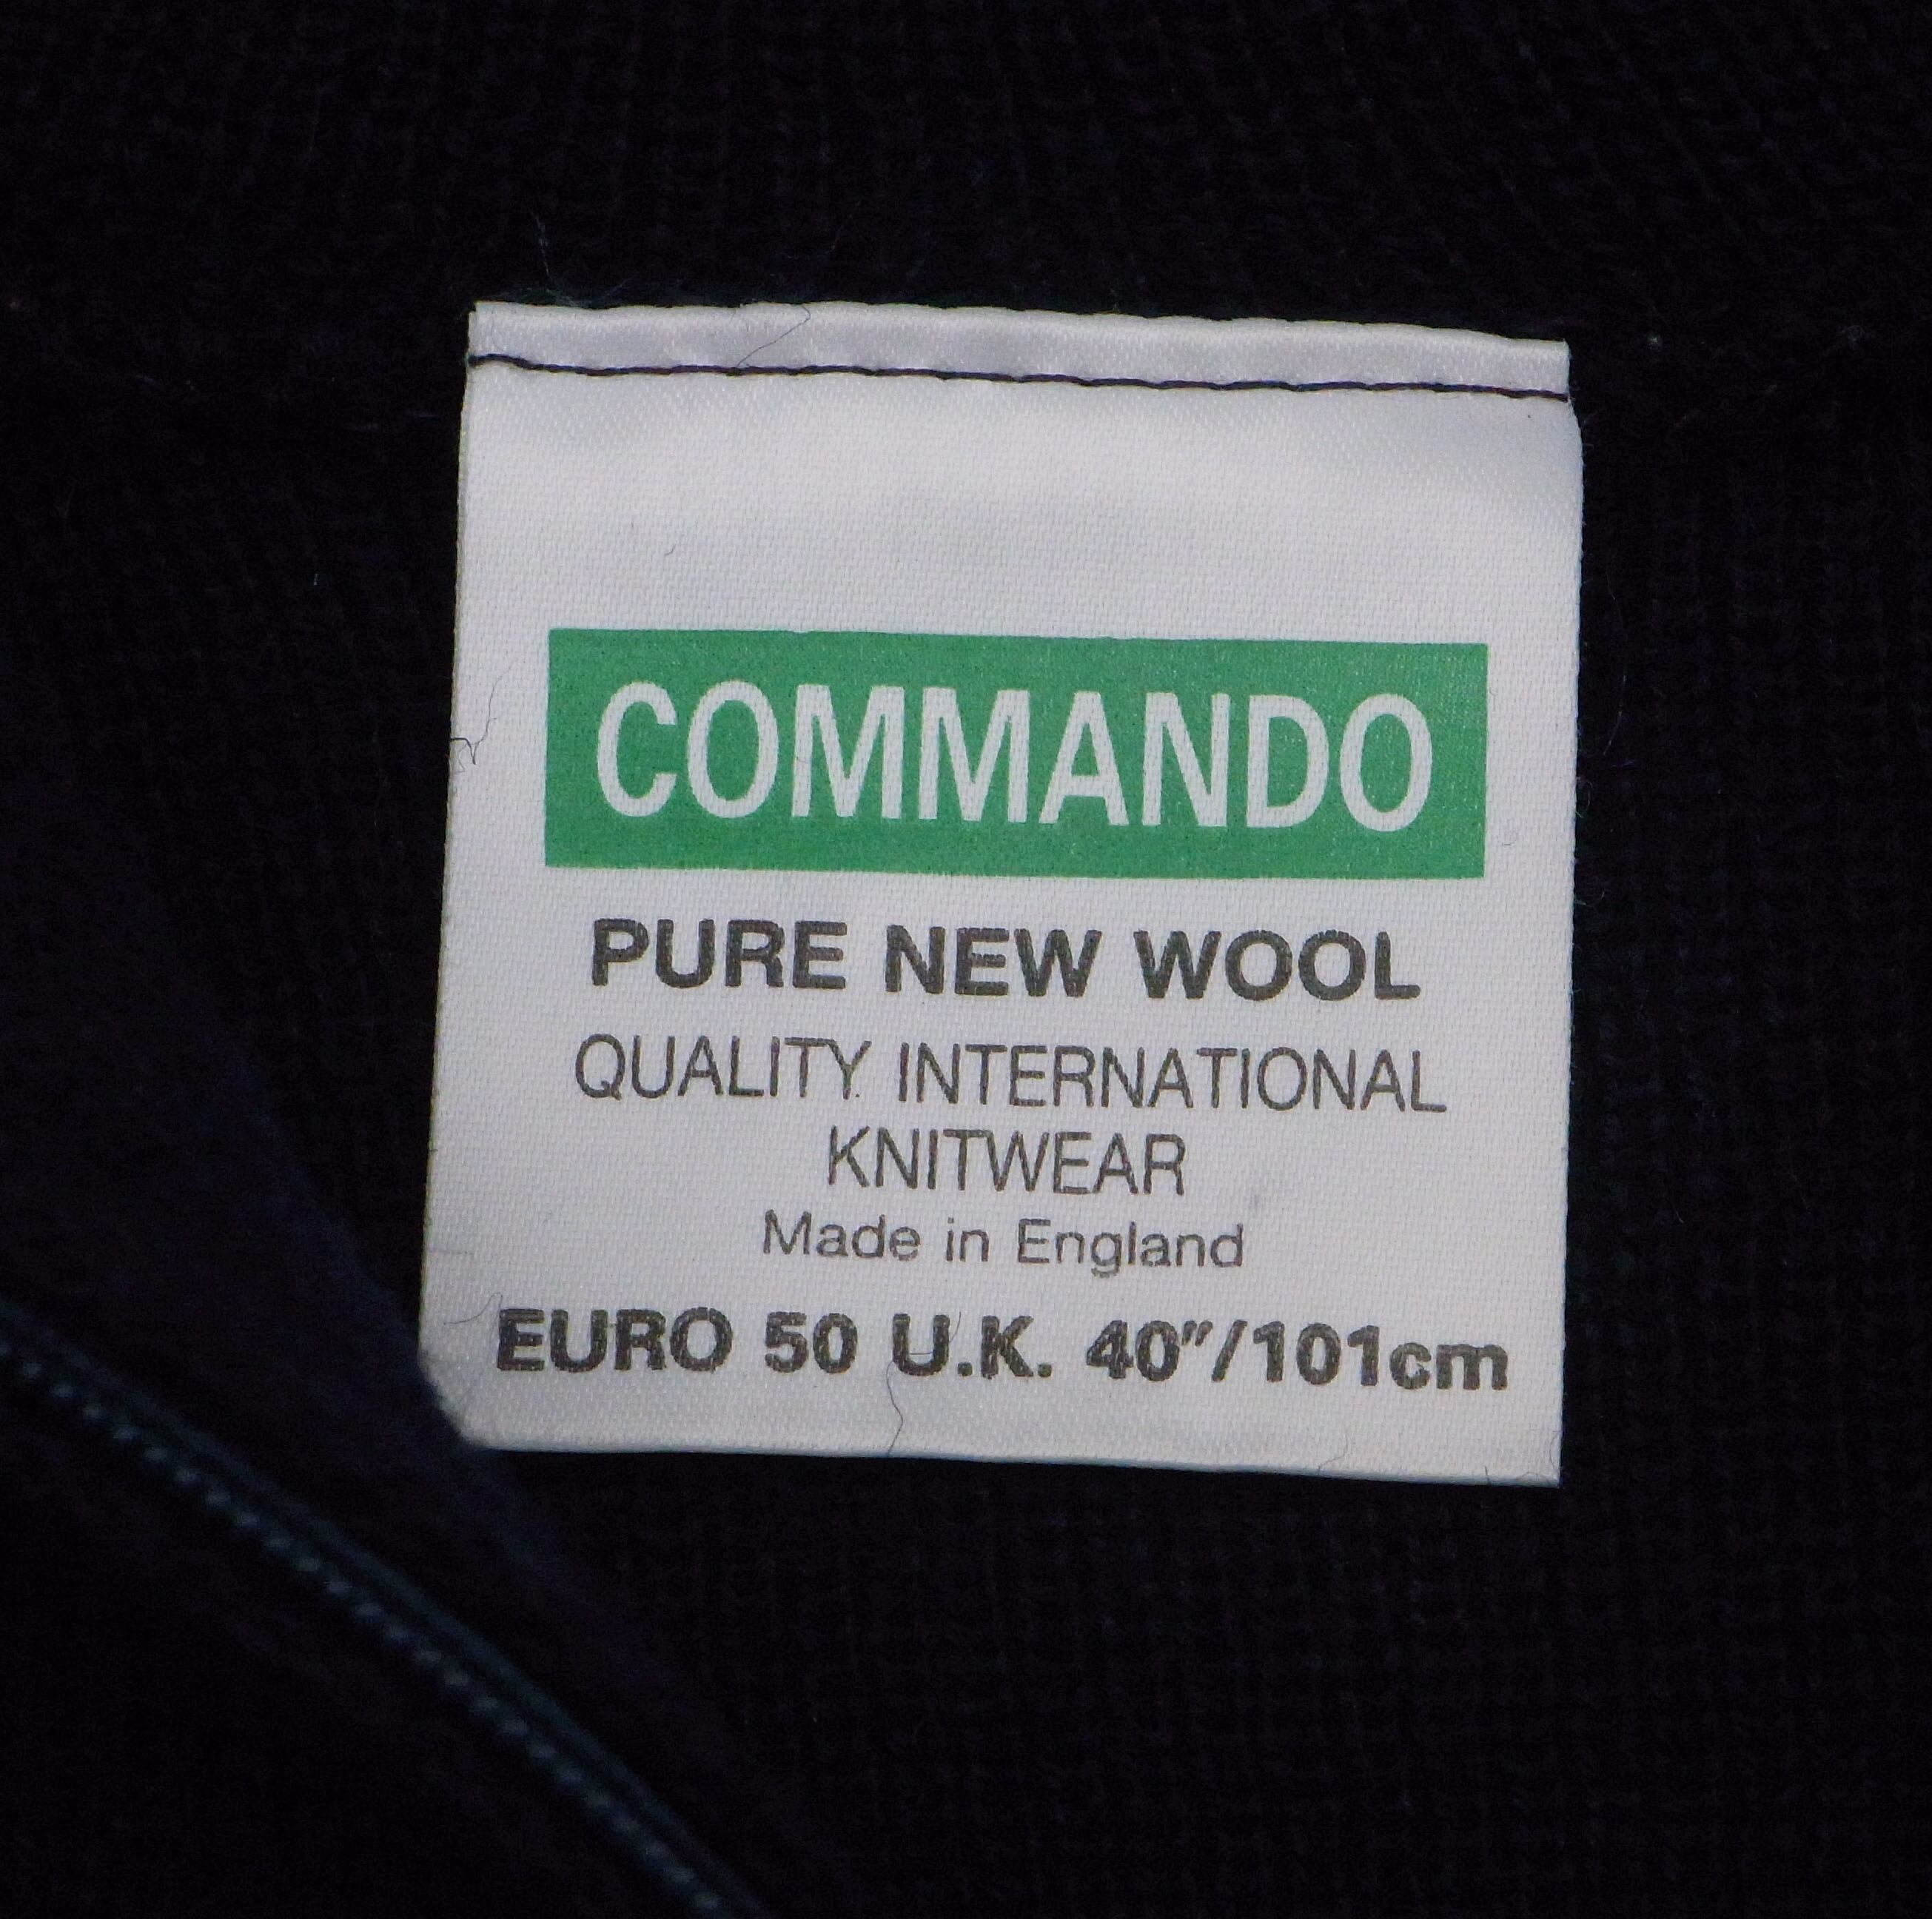 COMMANDO
PURE NEW WOOL
QUALITY INTERNATIONAL
KNITWEAR
Made in England
EURO 50 U.K. 40"/101cm